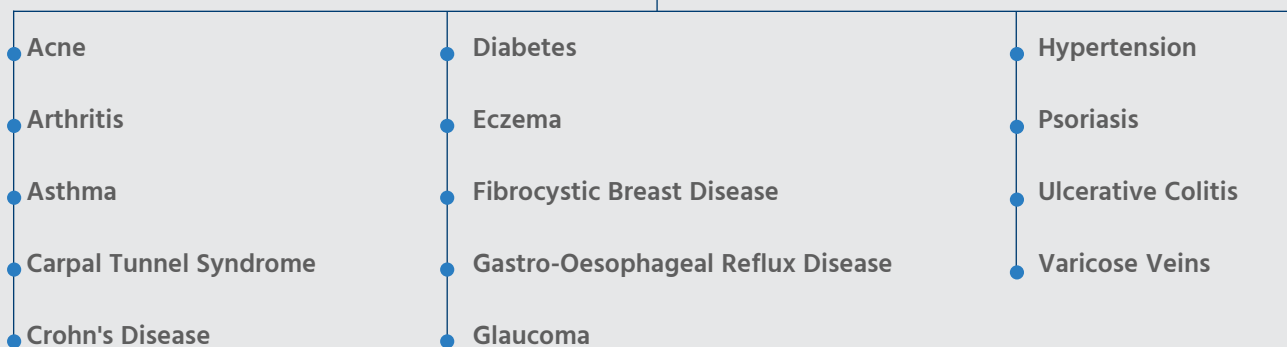 Acne
Arthritis
Asthma
Carpal Tunnel Syndrome
Crohn's Disease
Diabetes
Eczema
Fibrocystic Breast Disease
Gastro-Oesophageal Reflux Disease
Glaucoma
Hypertension
Psoriasis
Ulcerative Colitis
Varicose Veins